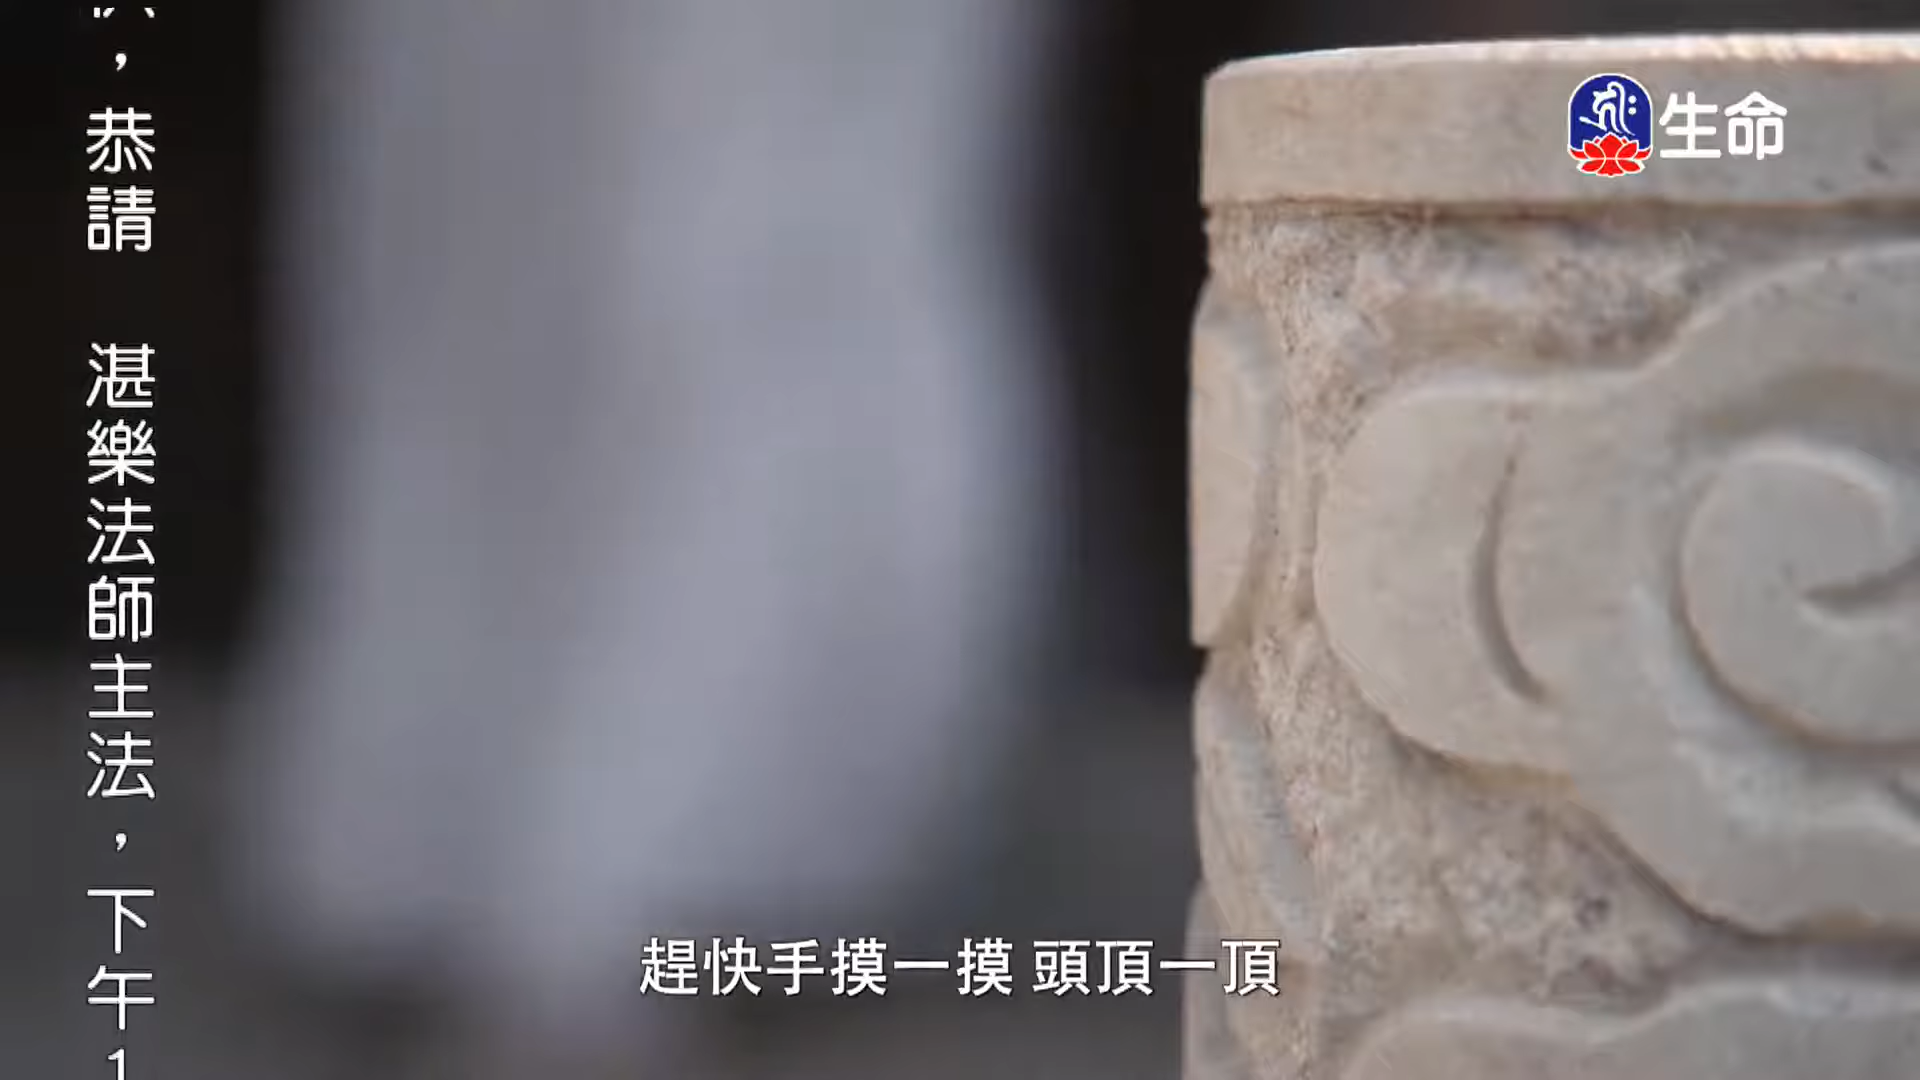 ，恭請　湛樂法師主法，下午1
生命
趕快手摸一摸 頭頂一頂